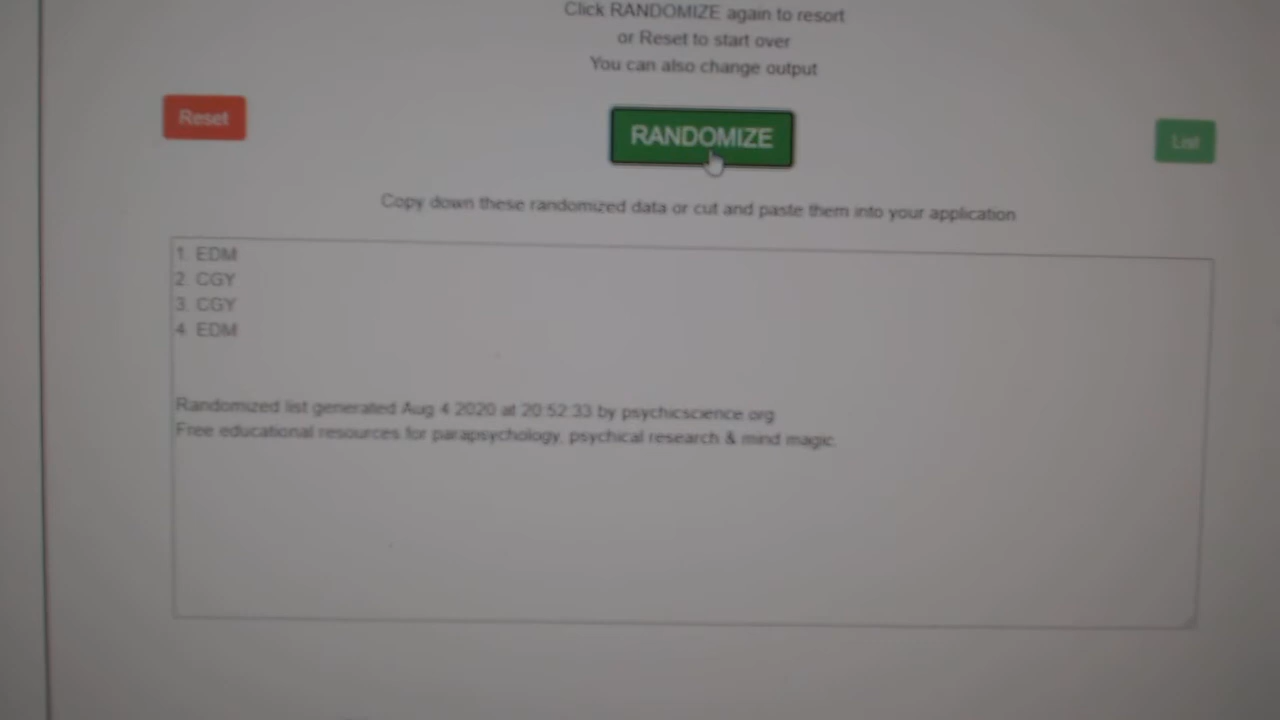 Click RANDOMIZE again to resort
or Reset to start over
You can also change output
Reset
RANDOMIZE
List
Copy down these randomized data or cut and paste them into your application
1. EDM
2. CGY
3. CGY
4. EDM
Randomized list generated Aug 4 2020 at 20:52:33 by psychicscience.org
Free educational resources for parapsychology, psychical research & mind magic.